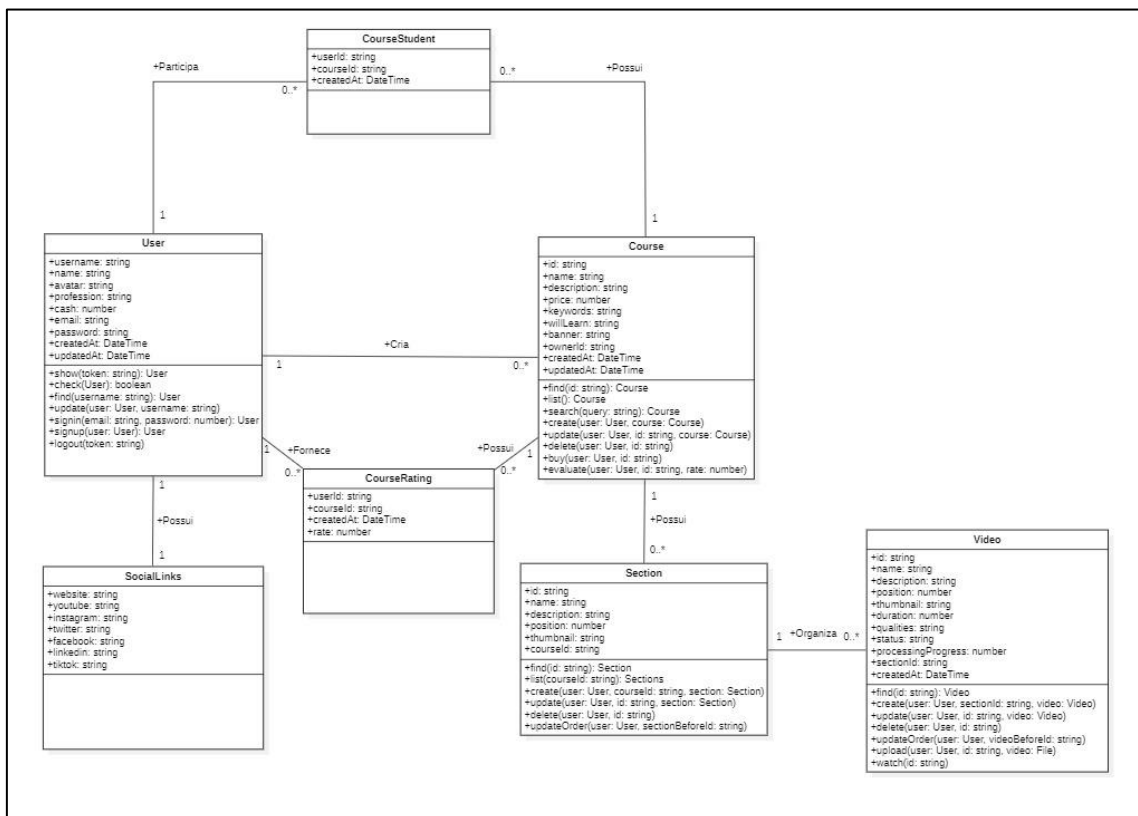 CourseStudent
+userId: string
+courseId: string
+createdAt: DateTime
+Participa
0..*
0..*
+Possui
1
1
User
+username: string
+name: string
+avatar: string
+profession: string
+cash: number
+email: string
+password: string
+createdAt: DateTime
+updatedAt: DateTime
+show(token: string): User
+check(User): boolean
+find(username: string): User
+update(user: User, username: string)
+signin(email: string, password: number): User
+signup(user: User): User
+logout(token: string)
+Cria
1
0..*
Course
+id: string
+name: string
+description: string
+price: number
+keywords: string
+willLearn: string
+banner: string
+ownerId: string
+createdAt: DateTime
+updatedAt: DateTime
+find(id: string): Course
+list(): Course
+search(query: string): Course
+create(user: User, course: Course)
+update(user: User, id: string, course: Course)
+delete(user: User, id: string)
+buy(user: User, id: string)
+evaluate(user: User, id: string, rate: number)
1
+Fornece
0..*
+Possui
0..*
1
CourseRating
+userId: string
+courseId: string
+createdAt: DateTime
+rate: number
1
+Possui
1
SocialLinks
+website: string
+youtube: string
+instagram: string
+twitter: string
+facebook: string
+linkedin: string
+tiktok: string
1
+Possui
0..*
Section
+id: string
+name: string
+description: string
+position: number
+thumbnail: string
+courseId: string
+find(id: string): Section
+list(courseId: string): Sections
+create(user: User, courseId: string, section: Section)
+update(user: User, id: string, section: Section)
+delete(user: User, id: string)
+updateOrder(user: User, sectionBeforeId: string)
1
+Organiza
0..*
Video
+id: string
+name: string
+description: string
+position: number
+thumbnail: string
+duration: number
+qualities: string
+status: string
+processingProgress: number
+sectionId: string
+createdAt: DateTime
+find(id: string): Video
+create(user: User, sectionId: string, video: Video)
+update(user: User, id: string, video: Video)
+delete(user: User, id: string)
+updateOrder(user: User, videoBeforeId: string)
+upload(user: User, id: string, video: File)
+watch(id: string)